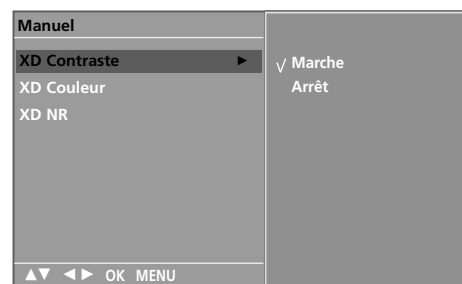 Manuel
XD Contraste ►
XD Couleur
XD NR
√ Marche
Arrêt
▲▼ ◄► OK MENU